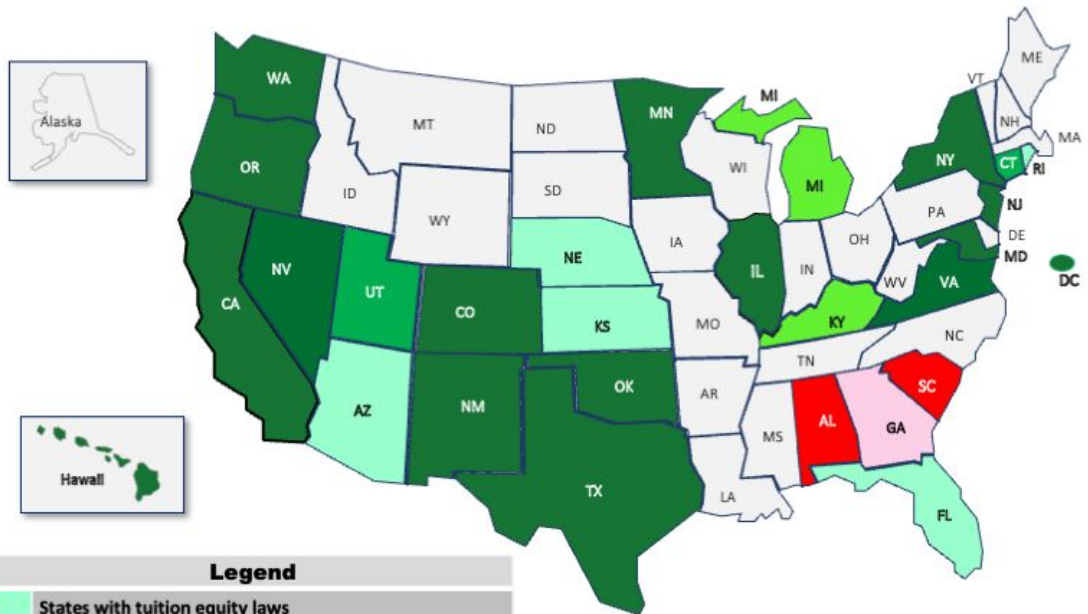 WA
MT
ND
MN
MI
VT
ME
Alaska
OR
ID
SD
WI
MI
NY
NH
MA
CT
RI
WY
IA
PA
NJ
NE
OH
DE
MD
NV
UT
IL
IN
WV
VA
DC
CA
CO
KS
MO
KY
NC
TN
AZ
NM
OK
AR
SC
AL
GA
MS
Hawaii
TX
LA
FL
Legend
States with tuition equity laws